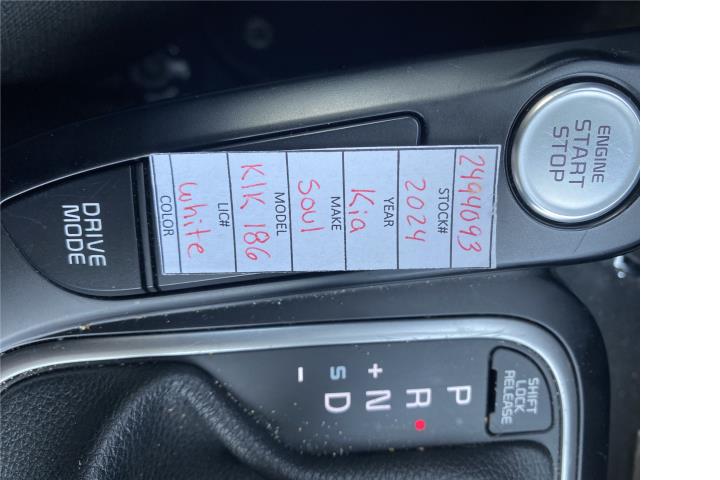 2494093
STOCK#
2024
YEAR
Kia
MAKE
Soul
MODEL
KIK 186
LIC#
White
COLOR
ENGINE
START
STOP
DRIVE
MODE
SHIFT
LOCK
RELEASE
P
R
+ N
S D
-